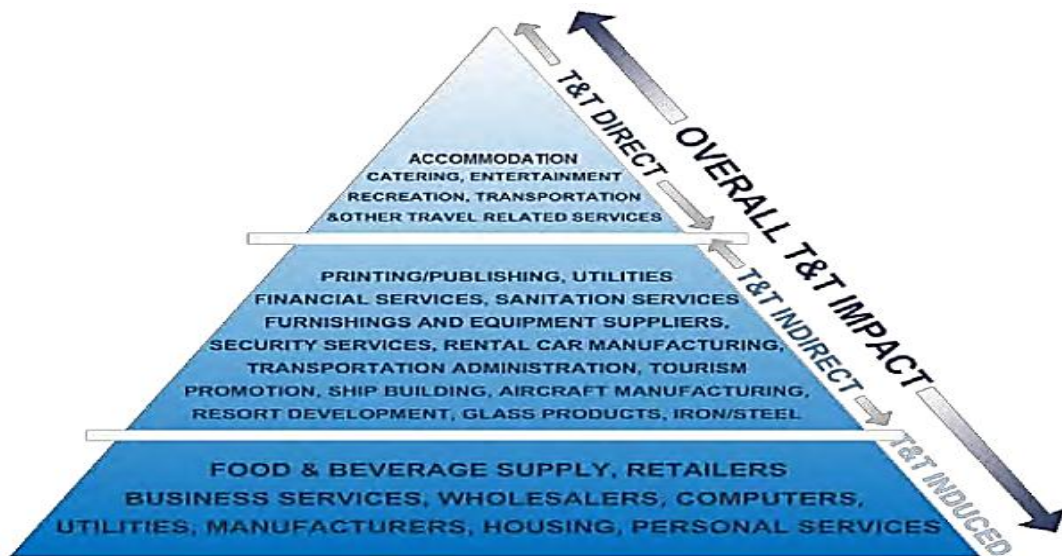 ACCOMMODATION
CATERING, ENTERTAINMENT
RECREATION, TRANSPORTATION
&OTHER TRAVEL RELATED SERVICES
PRINTING/PUBLISHING, UTILITIES
FINANCIAL SERVICES, SANITATION SERVICES
FURNISHINGS AND EQUIPMENT SUPPLIERS,
SECURITY SERVICES, RENTAL CAR MANUFACTURING,
TRANSPORTATION ADMINISTRATION, TOURISM
PROMOTION, SHIP BUILDING, AIRCRAFT MANUFACTURING,
RESORT DEVELOPMENT, GLASS PRODUCTS, IRON/STEEL
FOOD & BEVERAGE SUPPLY, RETAILERS
BUSINESS SERVICES, WHOLESALERS, COMPUTERS,
UTILITIES, MANUFACTURERS, HOUSING, PERSONAL SERVICES
T&T DIRECT
T&T INDIRECT
T&T INDUCED
OVERALL T&T IMPACT